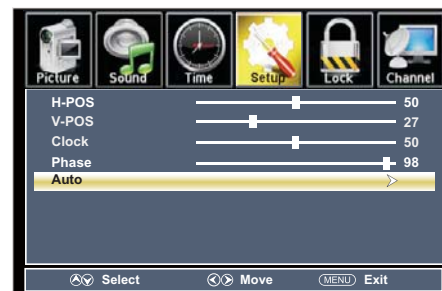 Picture Sound Time Setup Lock Channel
H-POS 50
V-POS 27
Clock 50
Phase 98
Auto
Select Move MENU Exit